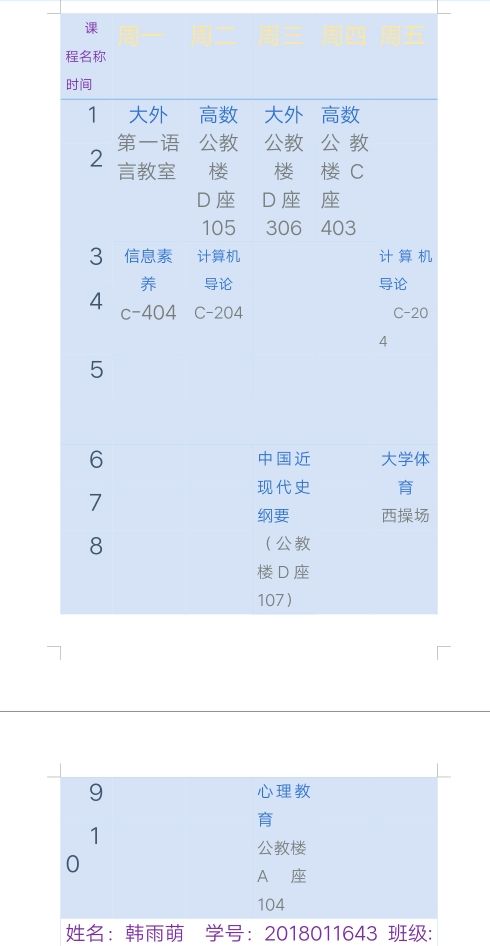 课
程名称
时间
周一 周二 周三 周四 周五
1
2
大外
第一语
言教室
高数
公教
楼
D座
105
大外
公教
楼
D座
306
高数
公教
楼C
座
403
3
4
信息素
养
c-404
计算机
导论
C-204
计算机
导论
C-20
4
5
6
7
8
中国近
现代史
纲要
（公教
楼D座
107）
大学体
育
西操场
9
1
0
心理教
育
公教楼
A座
104
姓名：韩雨萌 学号：2018011643 班级: